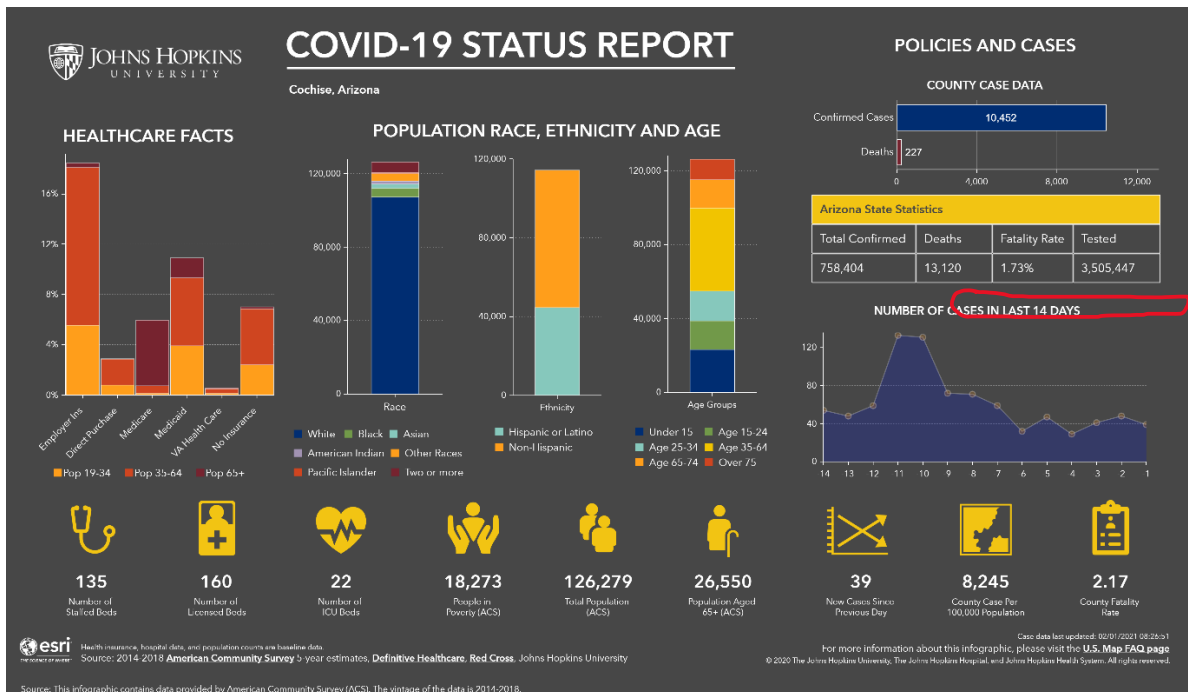 JOHNS HOPKINS
UNIVERSITY
COVID-19 STATUS REPORT
Cochise, Arizona
HEALTHCARE FACTS
16%
12%
8%
4%
0%
Employer Ins
Direct Purchase
Medicare
Medicaid
VA Health Care
No Insurance
Pop 19-34 Pop 35-64 Pop 65+
POPULATION RACE, ETHNICITY AND AGE
120,000
80,000
40,000
0
Race
White Black Asian
American Indian Other Races
Pacific Islander Two or more
120,000
80,000
40,000
0
Ethnicity
Hispanic or Latino
Non-Hispanic
120,000
80,000
40,000
0
Age Groups
Under 15 Age 15-24
Age 25-34 Age 35-64
Age 65-74 Over 75
POLICIES AND CASES
COUNTY CASE DATA
Confirmed Cases 10,452
Deaths 227
0 4,000 8,000 12,000
Arizona State Statistics
Total Confirmed Deaths Fatality Rate Tested
758,404 13,120 1.73% 3,505,447
NUMBER OF CASES IN LAST 14 DAYS
120
80
40
0
14 13 12 11 10 9 8 7 6 5 4 3 2 1
135
Number of
Staffed Beds
160
Number of
Licensed Beds
22
Number of
ICU Beds
18,273
People in
Poverty (ACS)
126,279
Total Population
(ACS)
26,550
Population Aged
65+ (ACS)
39
New Cases Since
Previous Day
8,245
County Case Per
100,000 Population
2.17
County Fatality
Rate
esri
THE SCIENCE OF WHERE
Health insurance, hospital data, and population counts are baseline data.
Source: 2014-2018 American Community Survey 5 year estimates, Definitive Healthcare, Red Cross, Johns Hopkins University
Case data last updated: 02/01/2021 08:26:51
For more information about this infographic, please visit the U.S. Map FAQ page
© 2020 The Johns Hopkins University, The Johns Hopkins Hospital, and Johns Hopkins Health System. All rights reserved.
Source: This infographic contains data provided by American Community Survey (ACS). The vintage of the data is 2014-2018.